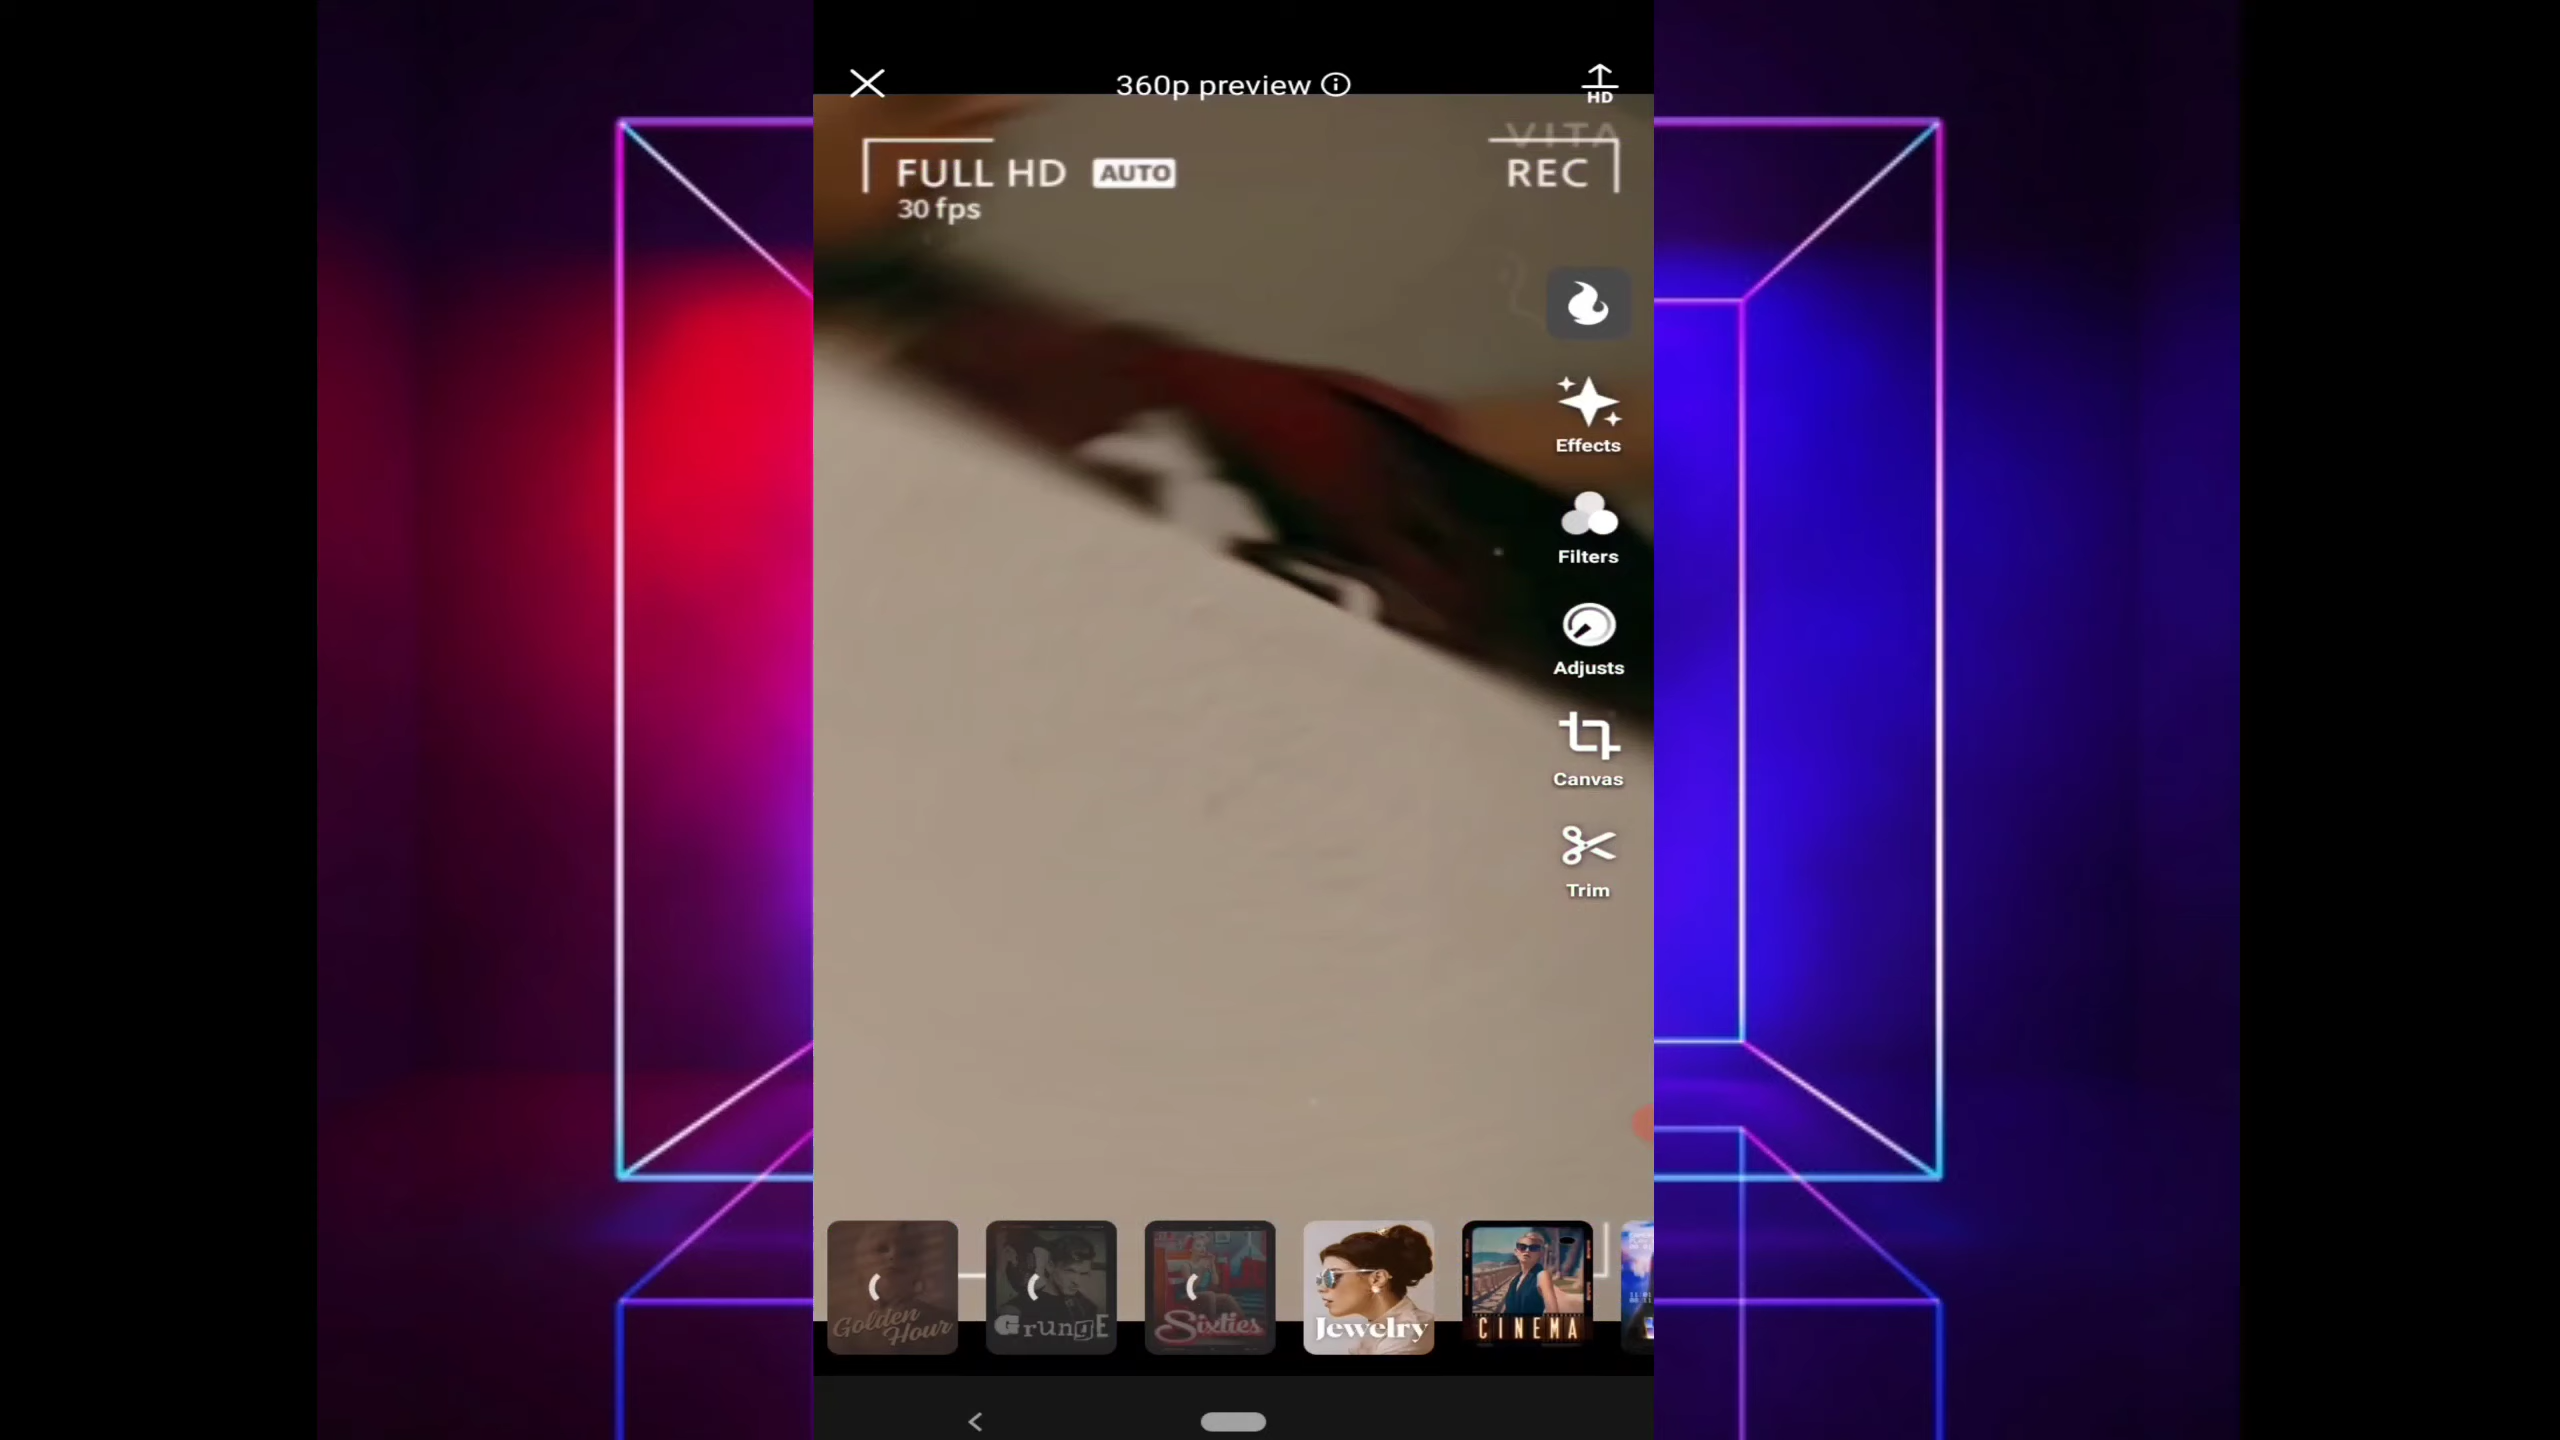 360p preview
HD
VITA
FULL HD AUTO
REC
30 fps
Effects
Filters
Adjusts
Canvas
Trim
Golden Hour
GrungE
Sixties
Jewelry
CINEMA